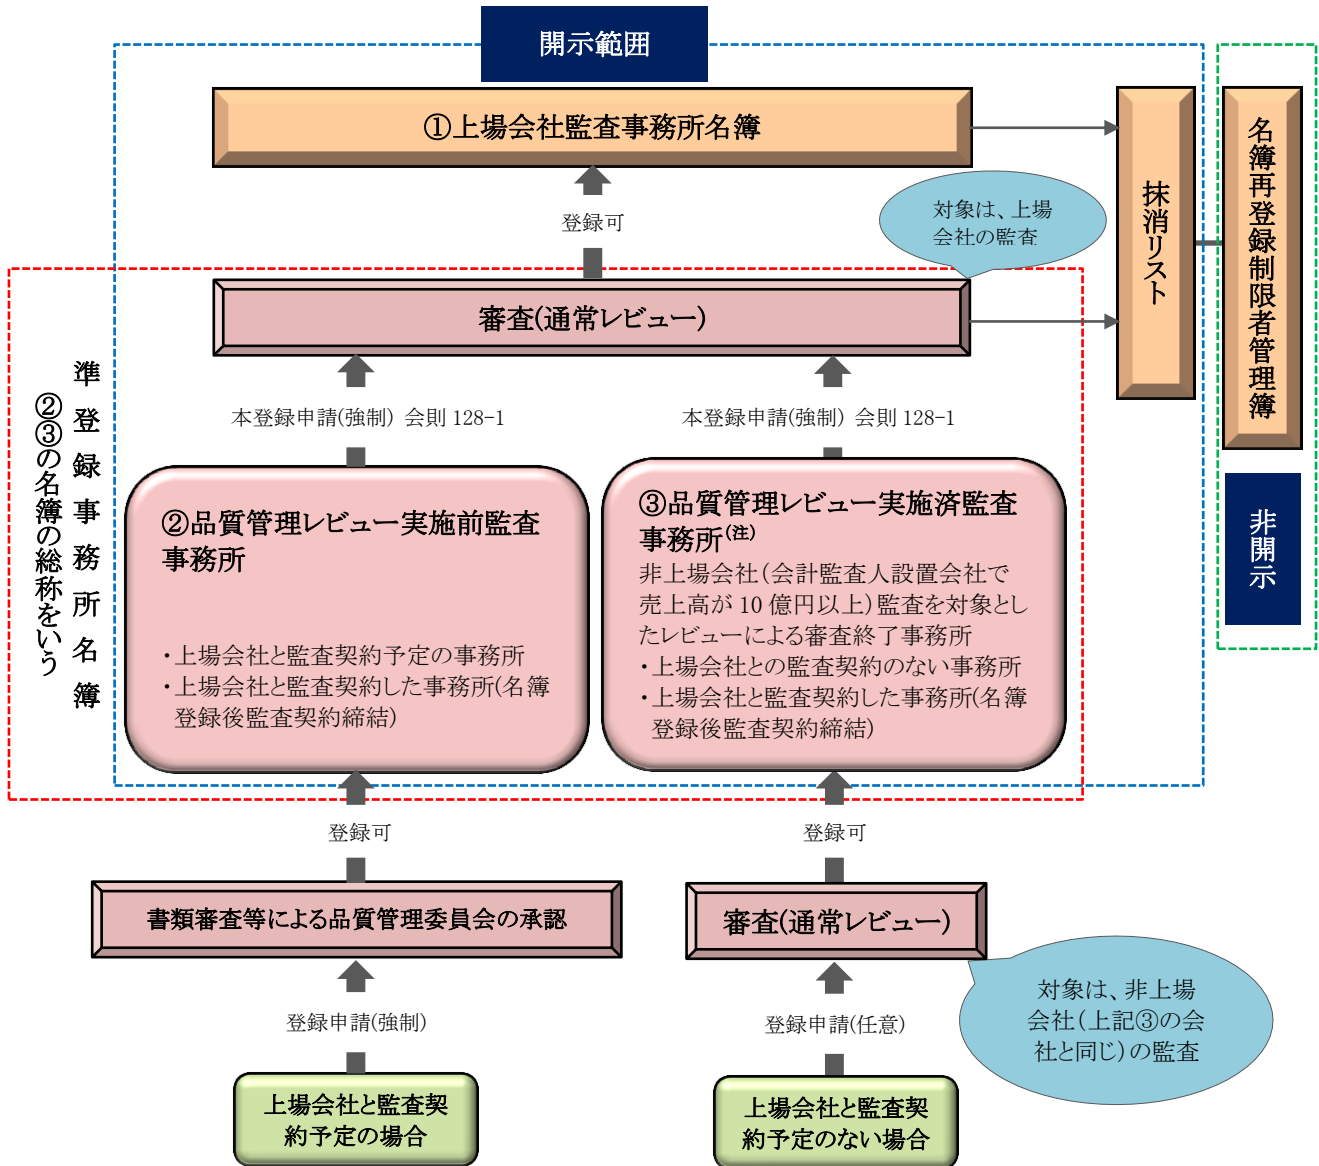 開示範囲
①上場会社監査事務所名簿
登録可
対象は、上場
会社の監査
抹消リスト
名簿再登録制限者管理簿
非開示
審査(通常レビュー)
準登録事務所名簿
②③の名簿の総称をいう
本登録申請(強制) 会則 128-1
本登録申請(強制) 会則 128-1
②品質管理レビュー実施前監査
事務所
・上場会社と監査契約予定の事務所
・上場会社と監査契約した事務所(名簿
登録後監査契約締結)
③品質管理レビュー実施済監査
事務所(注)
非上場会社(会計監査人設置会社で
売上高が 10 億円以上)監査を対象とし
たレビューによる審査終了事務所
・上場会社との監査契約のない事務所
・上場会社と監査契約した事務所(名簿
登録後監査契約締結)
登録可
登録可
書類審査等による品質管理委員会の承認
審査(通常レビュー)
対象は、非上場
会社(上記③の会
社と同じ)の監査
登録申請(強制)
登録申請(任意)
上場会社と監査契
約予定の場合
上場会社と監査契
約予定のない場合